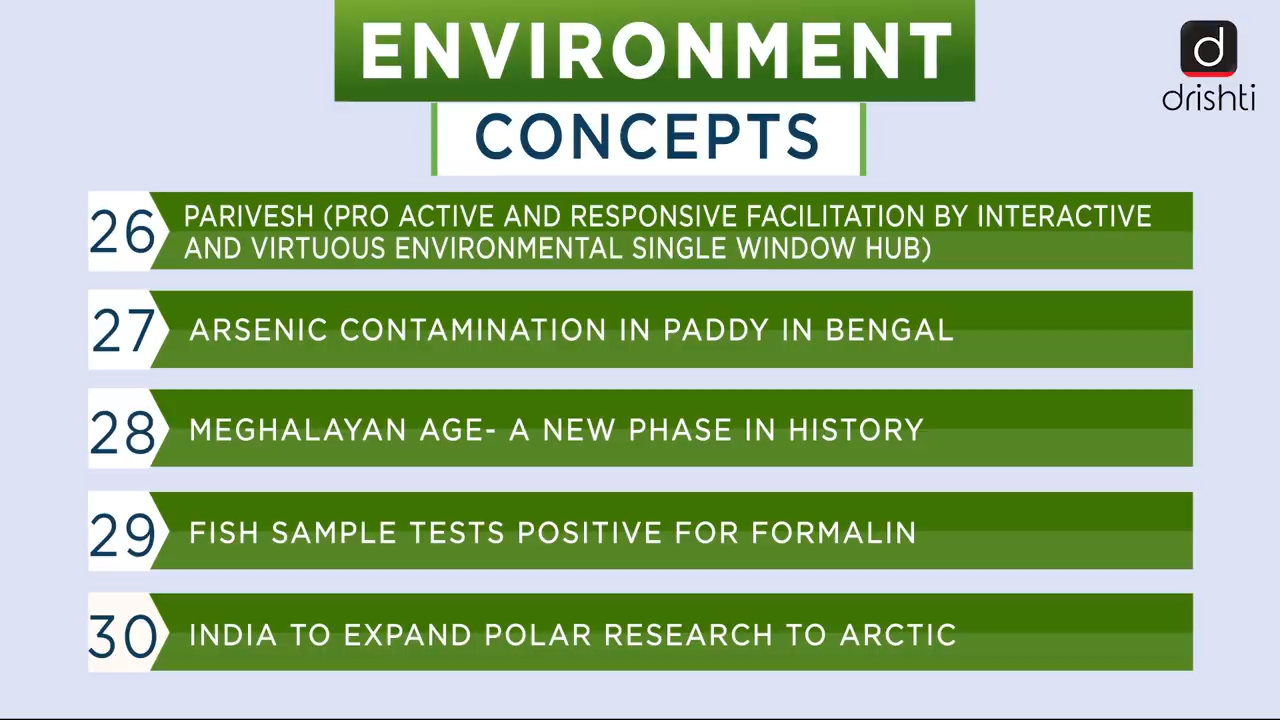 ENVIRONMENT
d
drishti
CONCEPTS
26 PARIVESH (PRO ACTIVE AND RESPONSIVE FACILITATION BY INTERACTIVE
AND VIRTUOUS ENVIRONMENTAL SINGLE WINDOW HUB)
27 ARSENIC CONTAMINATION IN PADDY IN BENGAL
28 MEGHALAYAN AGE- A NEW PHASE IN HISTORY
29 FISH SAMPLE TESTS POSITIVE FOR FORMALIN
30 INDIA TO EXPAND POLAR RESEARCH TO ARCTIC